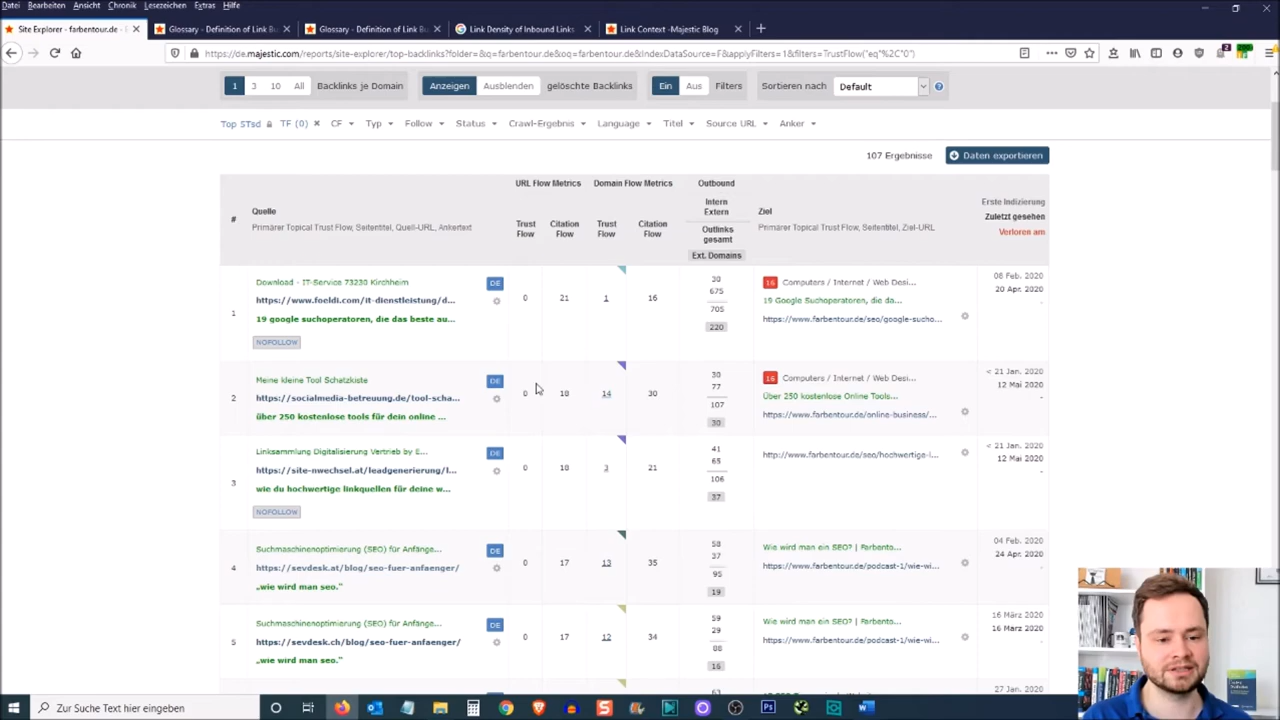 Datei Bearbeiten Ansicht Chronik Lesezeichen Extras Hilfe
Site Explorer - farbentour.de - E
Glossary - Definition of Link Bu
Glossary - Definition of Link Bu
Link Density of Inbound Links
Link Context -Majestic Blog
https://de.majestic.com/reports/site-explorer/top-backlinks?folder=&q=farbentour.de&oq=farbentour.de&IndexDataSource=F&applyFilters=1&filters=TrustFlow("eq"%2C"0")
1 3 10 All Backlinks je Domain Anzeigen Ausblenden gelöschte Backlinks Ein Aus Filters Sortieren nach Default
Top STsd TF (0) CF Typ Follow Status Crawl-Ergebnis Language Titel Source URL Anker
107 Ergebnisse Daten exportieren
URL Flow Metrics Domain Flow Metrics Outbound
#
Quelle
Primärer Topical Trust Flow, Seitentitel, Quell-URL, Ankertext
Trust Flow
Citation Flow
Trust Flow
Citation Flow
Intern
Extern
Outlinks gesamt
Ext. Domains
Ziel
Primärer Topical Trust Flow, Seitentitel, Ziel-URL
Erste Indizierung
Zuletzt gesehen
Verloren am
1
Download - IT-Service 73230 Kirchheim
https://www.foeldi.com/it-dienstleistung/d...
19 google suchoperatoren, die das beste au...
NOFOLLOW
DE
0 21 1 16
30
675
705
220
16 Computers / Internet / Web Desi...
19 Google Suchoperatoren, die da...
https://www.farbentour.de/seo/google-sucho...
08 Feb. 2020
20 Apr. 2020
-
2
Meine kleine Tool Schatzkiste
https://socialmedia-betreuung.de/tool-scha...
über 250 kostenlose tools für dein online ...
DE
0 18 14 30
30
77
107
30
16 Computers / Internet / Web Desi...
Über 250 kostenlose Online Tools...
https://www.farbentour.de/online-business/...
< 21 Jan. 2020
12 Mai 2020
-
3
Linksammlung Digitalisierung Vertrieb by E...
https://site-nwechsel.at/leadgenerierung/l...
wie du hochwertige linkquellen für deine w...
NOFOLLOW
DE
0 18 3 21
41
65
106
37
http://www.farbentour.de/seo/hochwertige-l...
< 21 Jan. 2020
12 Mai 2020
-
4
Suchmaschinenoptimierung (SEO) für Anfänge...
https://sevdesk.at/blog/seo-fuer-anfaenger/
„wie wird man seo.“
DE
0 17 13 35
58
37
95
19
Wie wird man ein SEO? | Farbento...
https://www.farbentour.de/podcast-1/wie-wi...
04 Feb. 2020
24 Apr. 2020
-
5
Suchmaschinenoptimierung (SEO) für Anfänge...
https://sevdesk.ch/blog/seo-fuer-anfaenger/
„wie wird man seo.“
DE
0 17 12 34
59
29
88
16
Wie wird man ein SEO? | Farbento...
https://www.farbentour.de/podcast-1/wie-wi...
16 März 2020
16 März 2020
-
63
27 Jan. 2020
Zur Suche Text hier eingeben